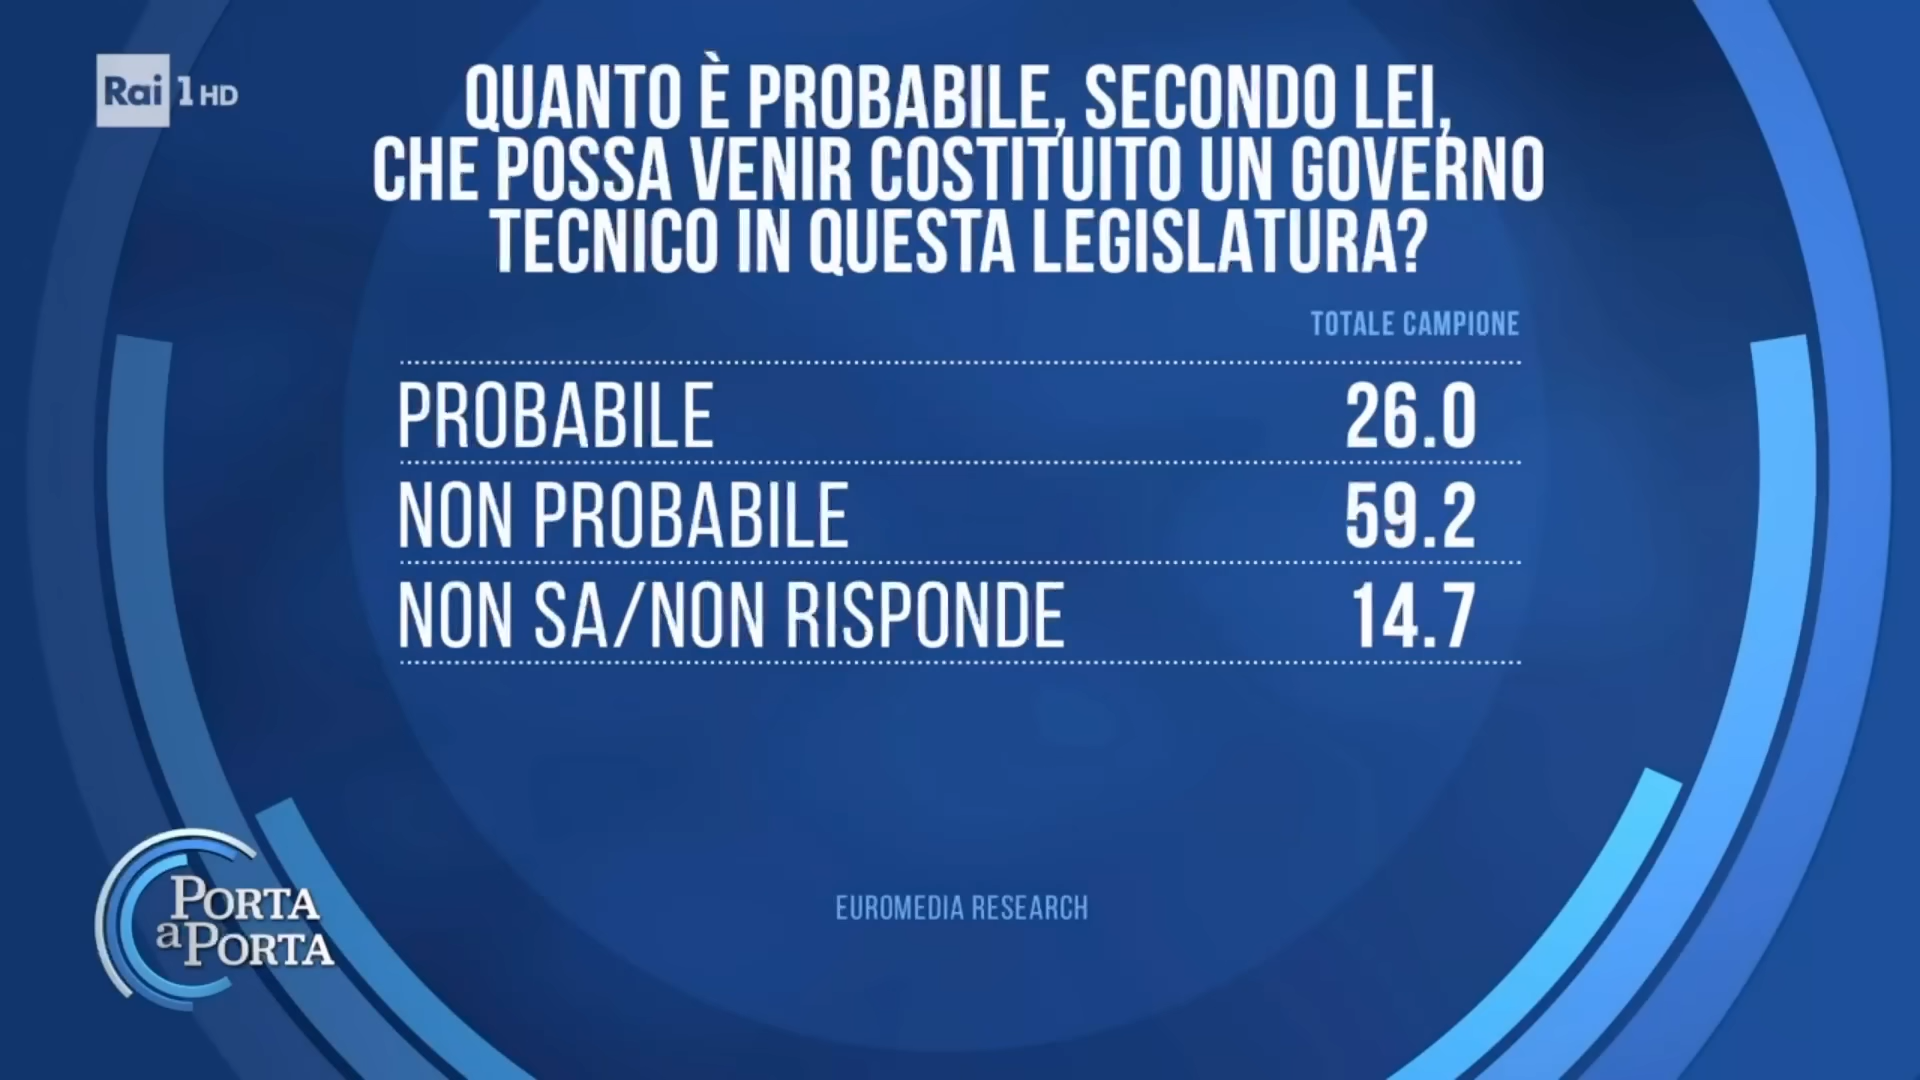 Rai 1 HD
QUANTO È PROBABILE, SECONDO LEI,
CHE POSSA VENIR COSTITUITO UN GOVERNO
TECNICO IN QUESTA LEGISLATURA?
TOTALE CAMPIONE
PROBABILE 26.0
NON PROBABILE 59.2
NON SA/NON RISPONDE 14.7
EUROMEDIA RESEARCH
PORTA
a PORTA